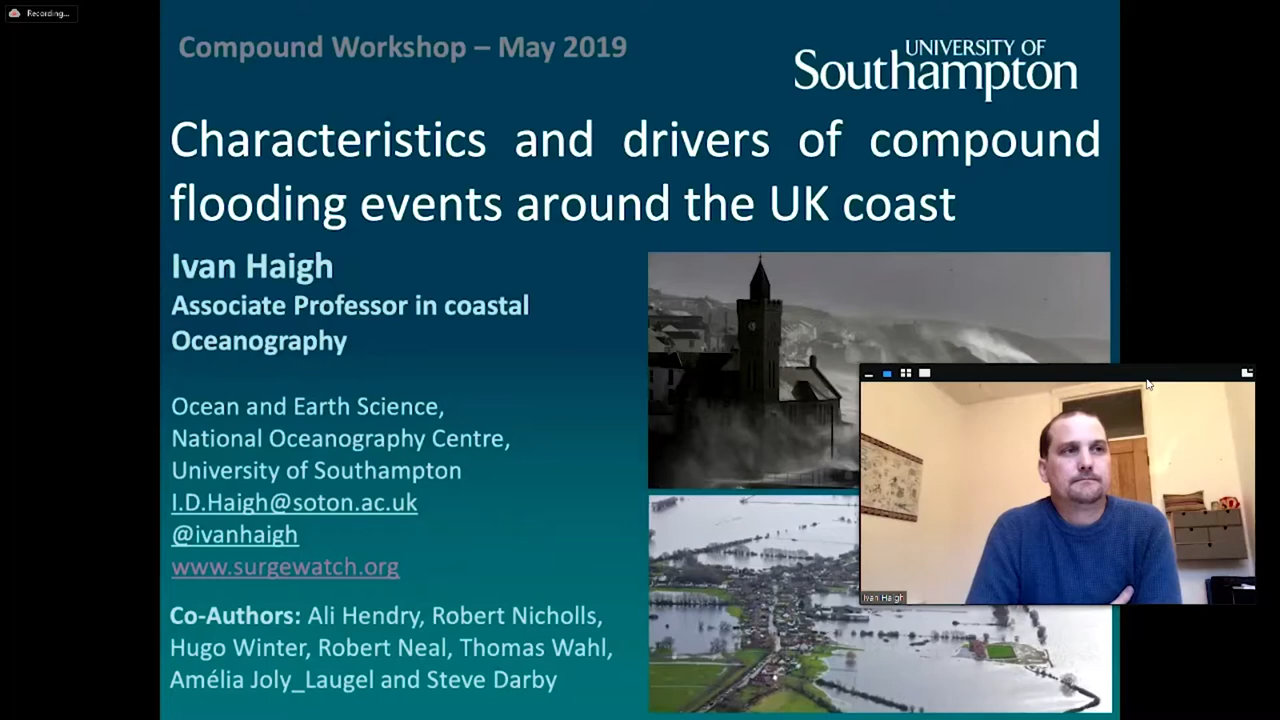 Recording...
Compound Workshop – May 2019
UNIVERSITY OF
Southampton
Characteristics and drivers of compound
flooding events around the UK coast
Ivan Haigh
Associate Professor in coastal
Oceanography
Ocean and Earth Science,
National Oceanography Centre,
University of Southampton
I.D.Haigh@soton.ac.uk
@ivanhaigh
www.surgewatch.org
Co-Authors: Ali Hendry, Robert Nicholls,
Hugo Winter, Robert Neal, Thomas Wahl,
Amélia Joly_Laugel and Steve Darby
Ivan Haigh